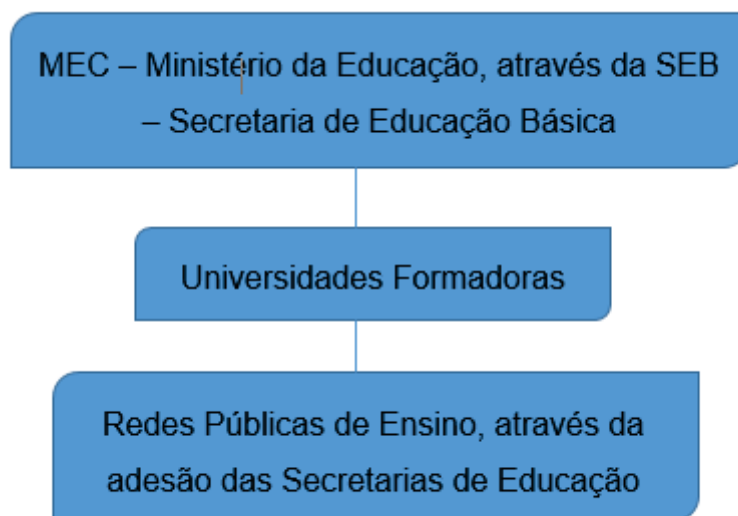 MEC – Ministério da Educação, através da SEB
– Secretaria de Educação Básica
Universidades Formadoras
Redes Públicas de Ensino, através da
adesão das Secretarias de Educação